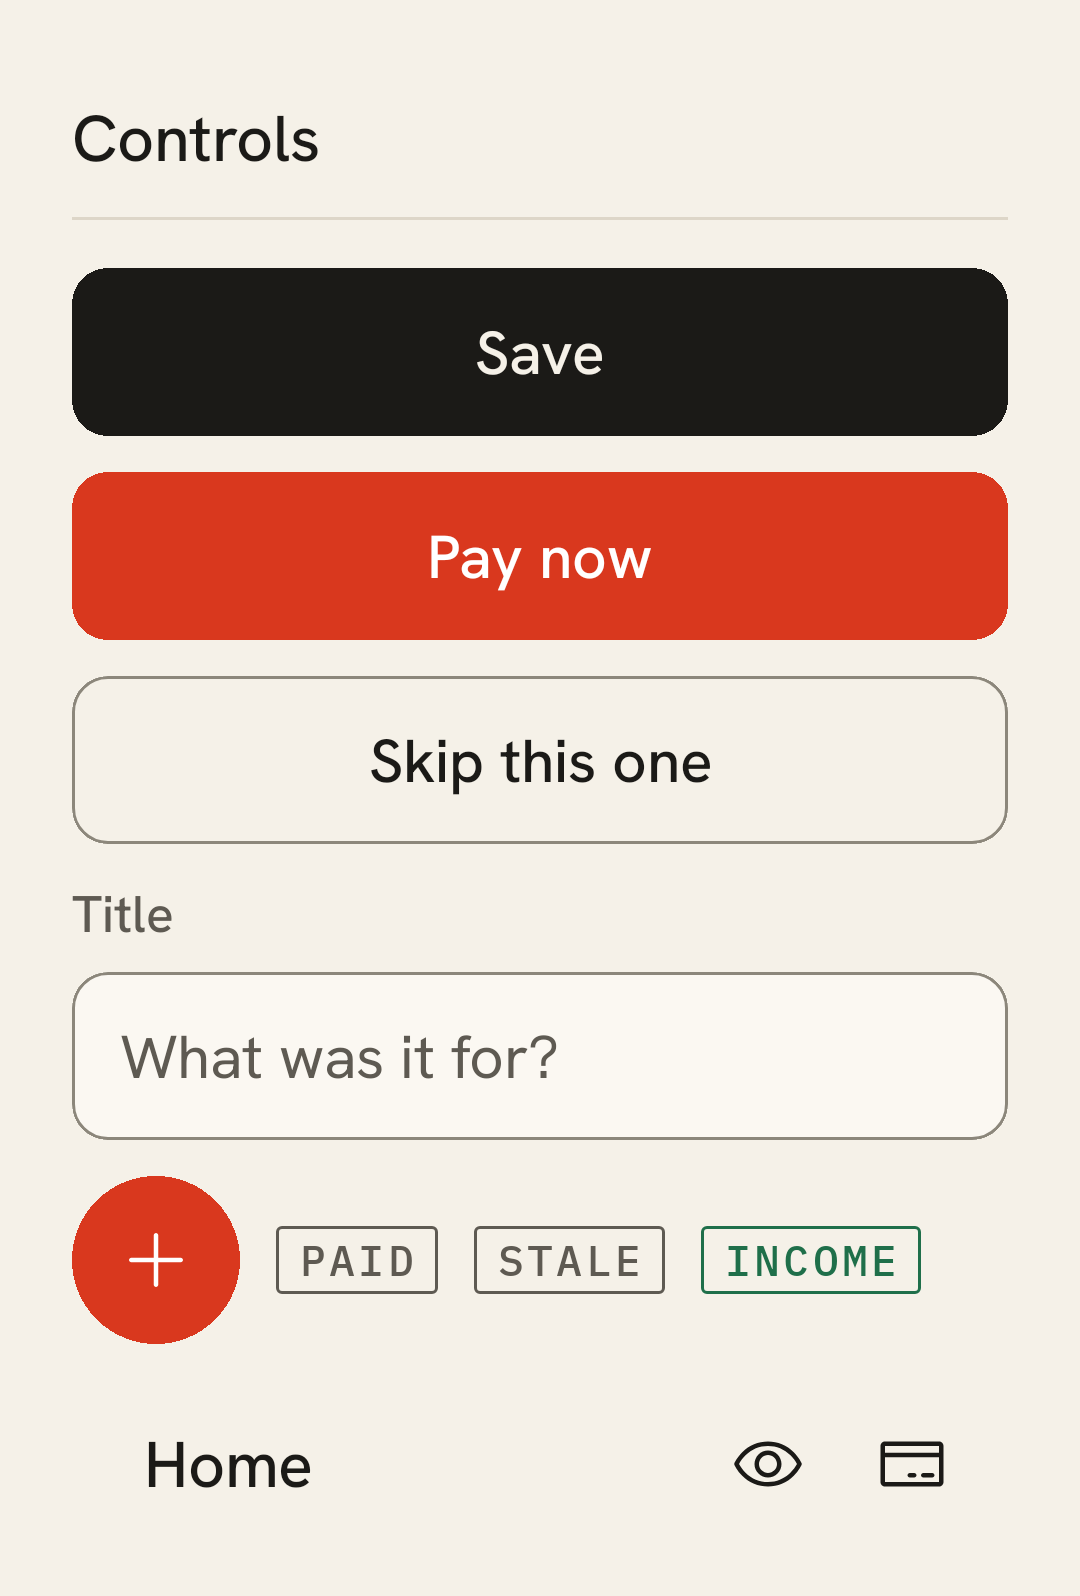 Controls
Save
Pay now
Skip this one
Title
What was it for?
PAID STALE INCOME
Home